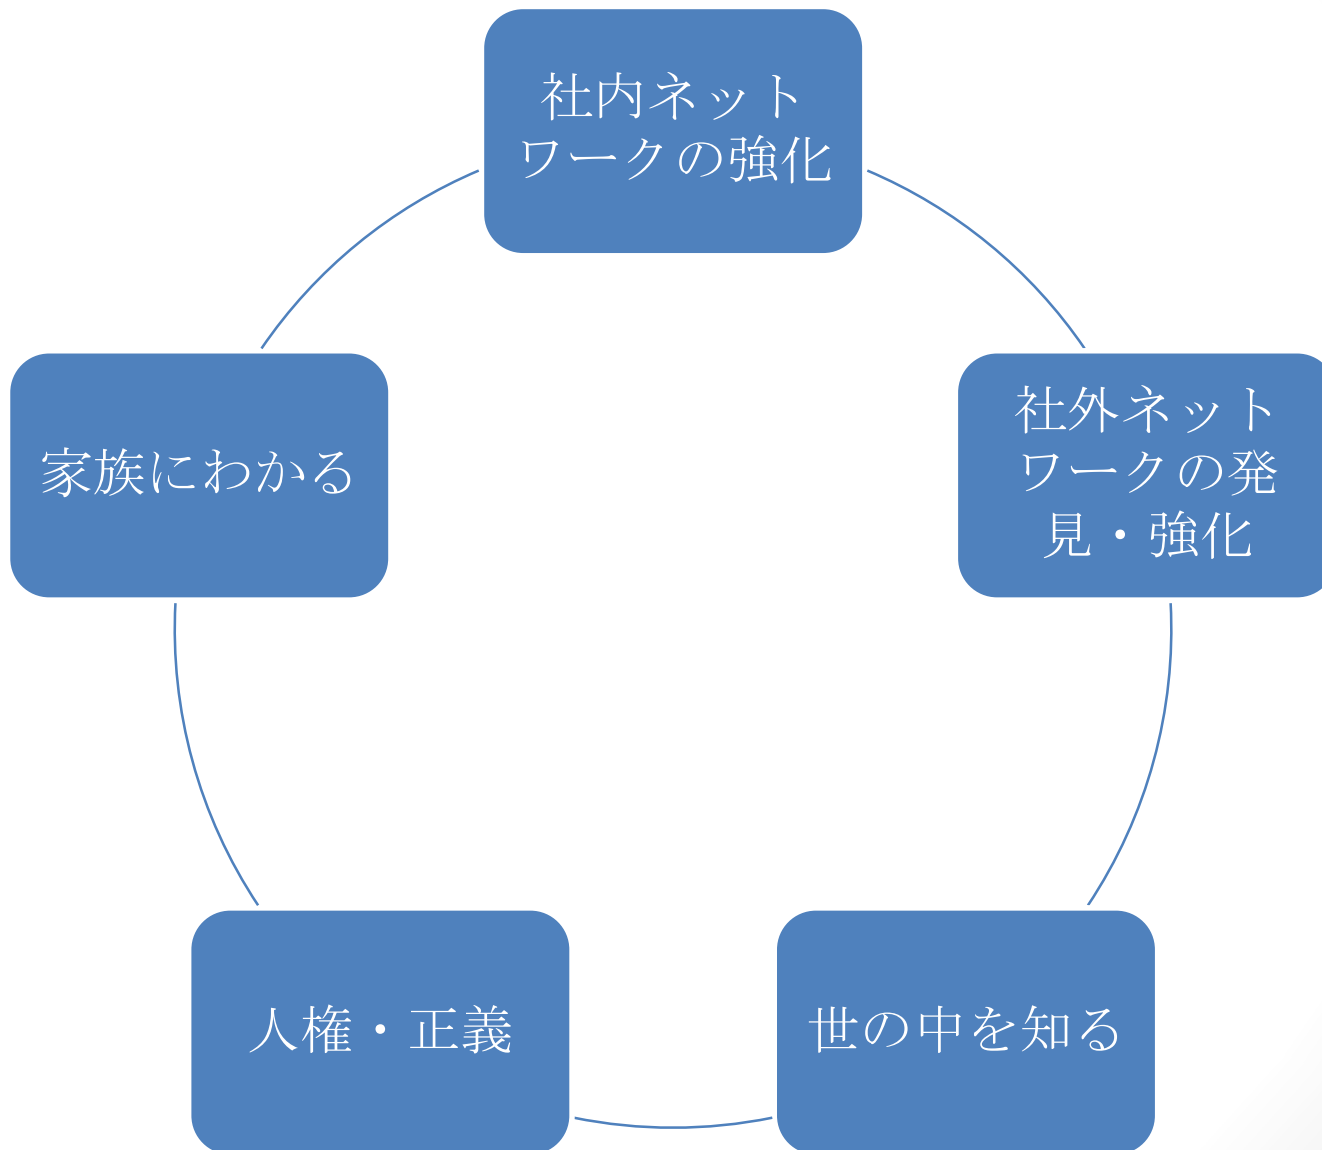 社内ネット
ワークの強化
社外ネット
ワークの発
見・強化
世の中を知る
人権・正義
家族にわかる